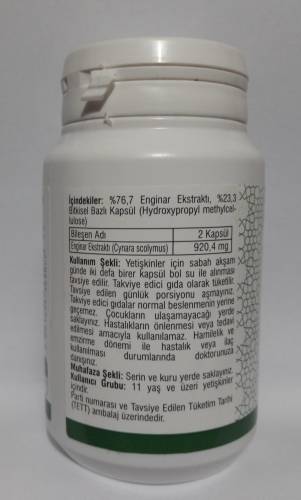 İçindekiler: %76,7 Enginar Ekstraktı, %23,3
Bitkisel Bazlı Kapsül (Hydroxypropyl methylcel-
lulose)
Bileşen Adı 2 Kapsül
Enginar Ekstraktı (Cynara scolymus) 920,4 mg
Kullanım Şekli: Yetişkinler için sabah akşam
günde iki defa birer kapsül bol su ile alınması
tavsiye edilir. Takviye edici gıda olarak tüketilir.
Tavsiye edilen günlük porsiyonu aşmayınız.
Takviye edici gıdalar normal beslenmenin yerine
geçemez. Çocukların ulaşamayacağı yerde
saklayınız. Hastalıkların önlenmesi veya tedavi
edilmesi amacıyla kullanılamaz. Hamilelik ve
emzirme dönemi ile hastalık veya ilaç
kullanılması durumlarında doktorunuza
danışınız.
Muhafaza Şekli: Serin ve kuru yerde saklayınız.
Kullanıcı Grubu: 11 yaş ve üzeri yetişkinler
içindir.
Parti numarası ve Tavsiye Edilen Tüketim Tarihi
(TETT) ambalaj üzerindedir.